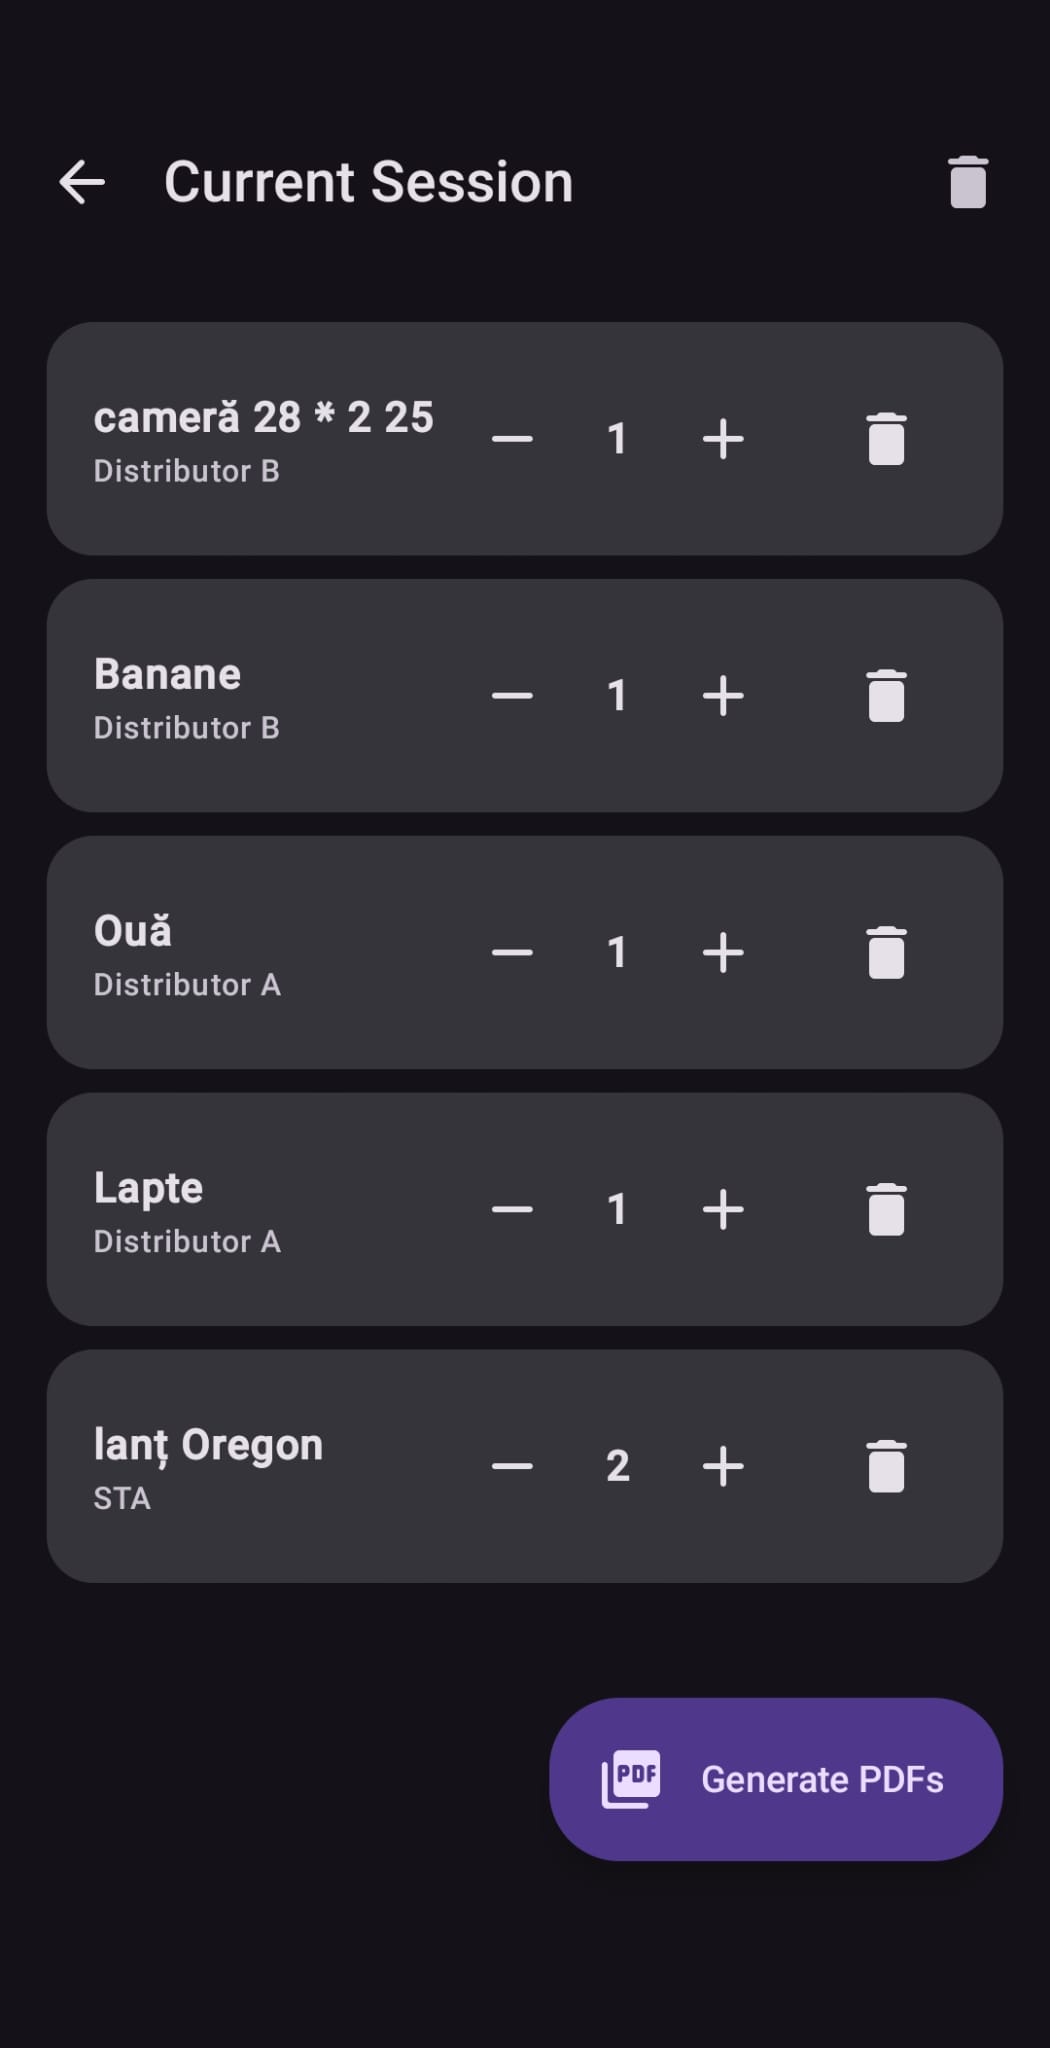 Current Session
cameră 28 * 2 25
Distributor B
1
Banane
Distributor B
1
Ouă
Distributor A
1
Lapte
Distributor A
1
lanț Oregon
STA
2
PDF
Generate PDFs